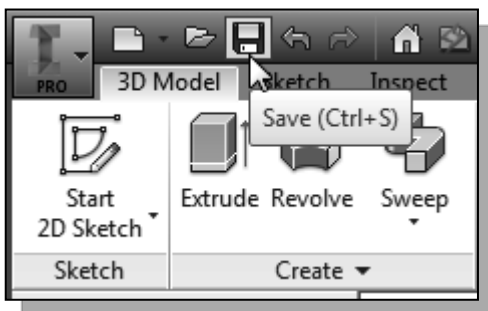 PRO
3D Model Sketch Inspect
Save (Ctrl+S)
Start
2D Sketch
Extrude Revolve Sweep
Sketch Create